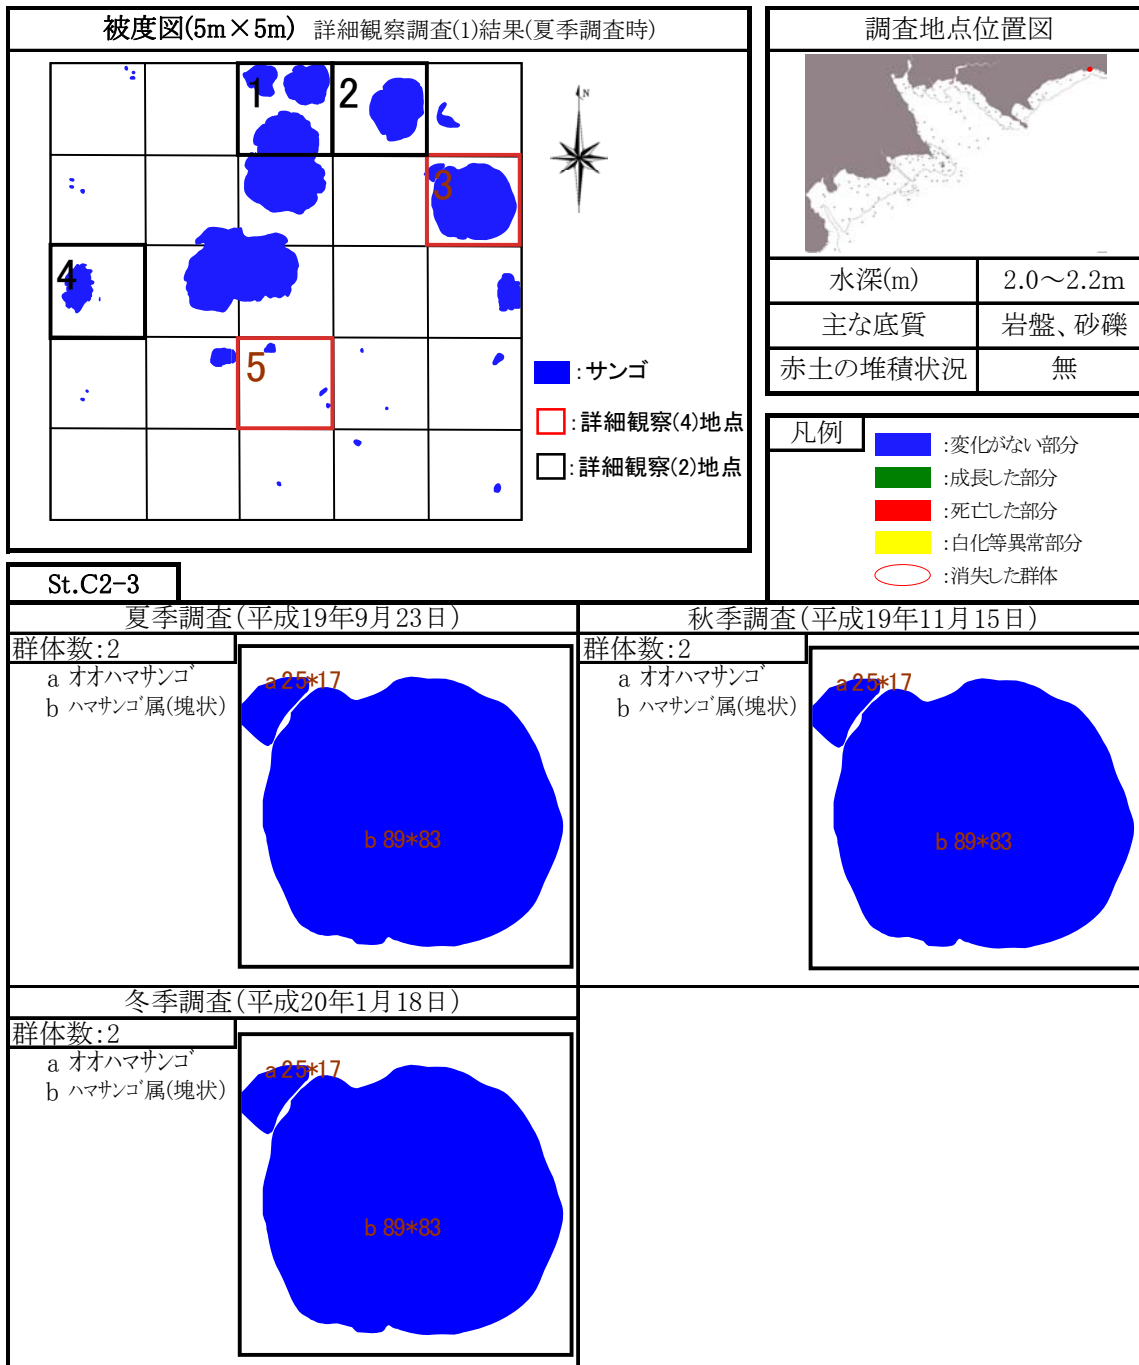 被度図(5m×5m) 詳細観察調査(1)結果(夏季調査時)
1
2
3
4
5
N
:サンゴ
:詳細観察(4)地点
:詳細観察(2)地点
調査地点位置図
水深(m) 2.0～2.2m
主な底質 岩盤、砂礫
赤土の堆積状況 無
凡例
:変化がない部分
:成長した部分
:死亡した部分
:白化等異常部分
:消失した群体
St.C2-3
夏季調査(平成19年9月23日)
群体数:2
a オオハマサンゴ
b ハマサンゴ属(塊状)
a 25*17
b 89*83
秋季調査(平成19年11月15日)
群体数:2
a オオハマサンゴ
b ハマサンゴ属(塊状)
a 25*17
b 89*83
冬季調査(平成20年1月18日)
群体数:2
a オオハマサンゴ
b ハマサンゴ属(塊状)
a 25*17
b 89*83